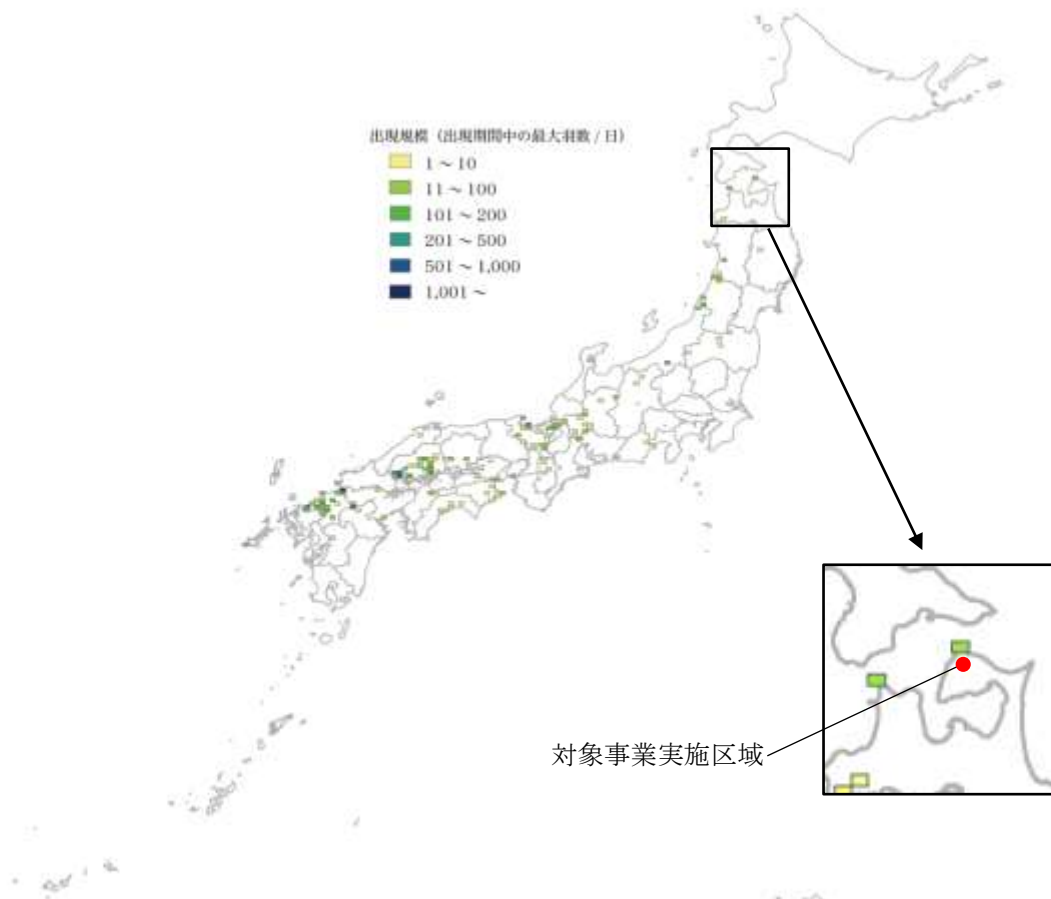 出現規模（出現期間中の最大羽数 / 日）
1 ～ 10
11 ～ 100
101 ～ 200
201 ～ 500
501 ～ 1,000
1,001 ～
対象事業実施区域